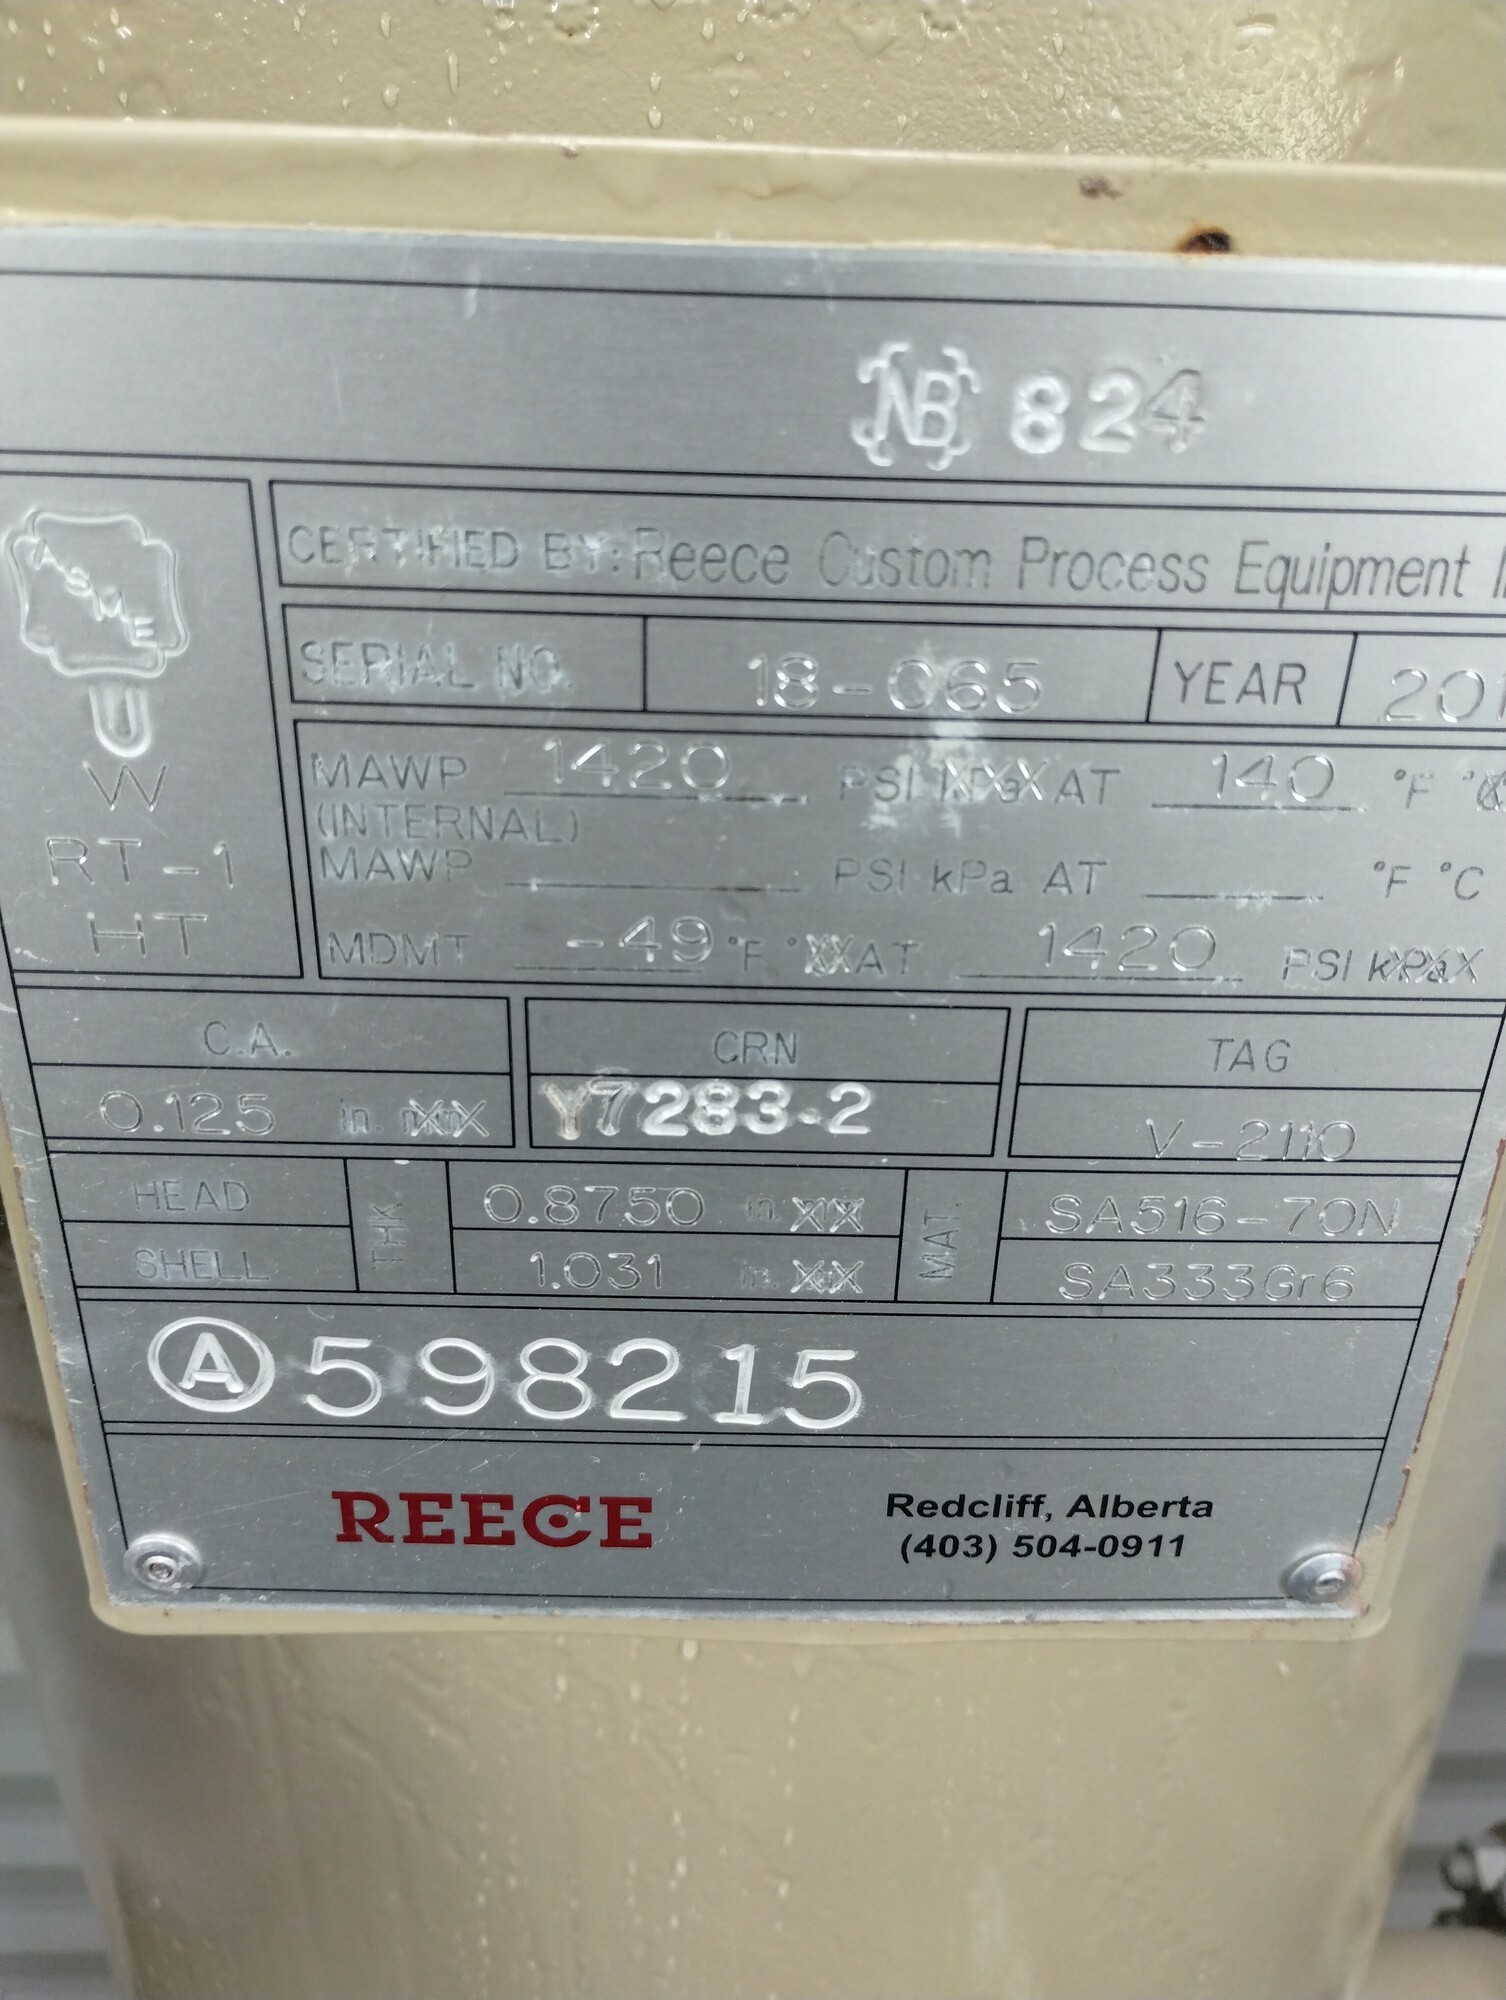 NB 824
ASME
U
W
RT-1
HT
CERTIFIED BY: Reece Custom Process Equipment
SERIAL NO. 18-065 YEAR
MAWP 1420 PSI kPa AT 140 °F
(INTERNAL)
MAWP PSI kPa AT °F °C
MDMT -49 °F AT 1420 PSI kPa
C.A. CRN TAG
0.125 in. mm Y7283-2 V-2110
HEAD THK. 0.8750 in. MAT. SA516-70N
SHELL 1.031 in. SA333Gr6
A 598215
REECE
Redcliff, Alberta
(403) 504-0911